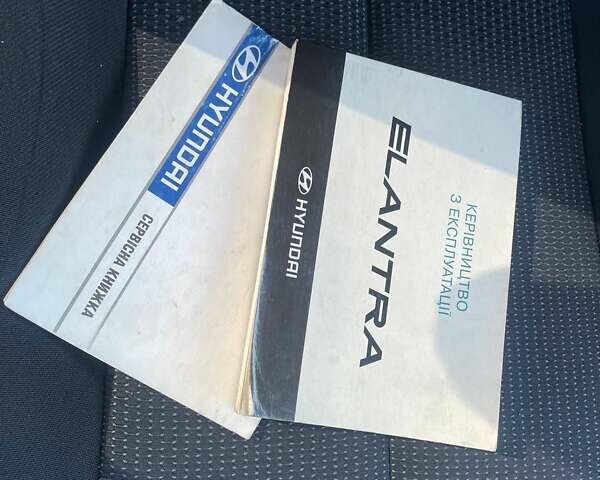 HYUNDAI
СЕРВІСНА КНИЖКА
HYUNDAI
ELANTRA
КЕРІВНИЦТВО
З ЕКСПЛУАТАЦІЇ